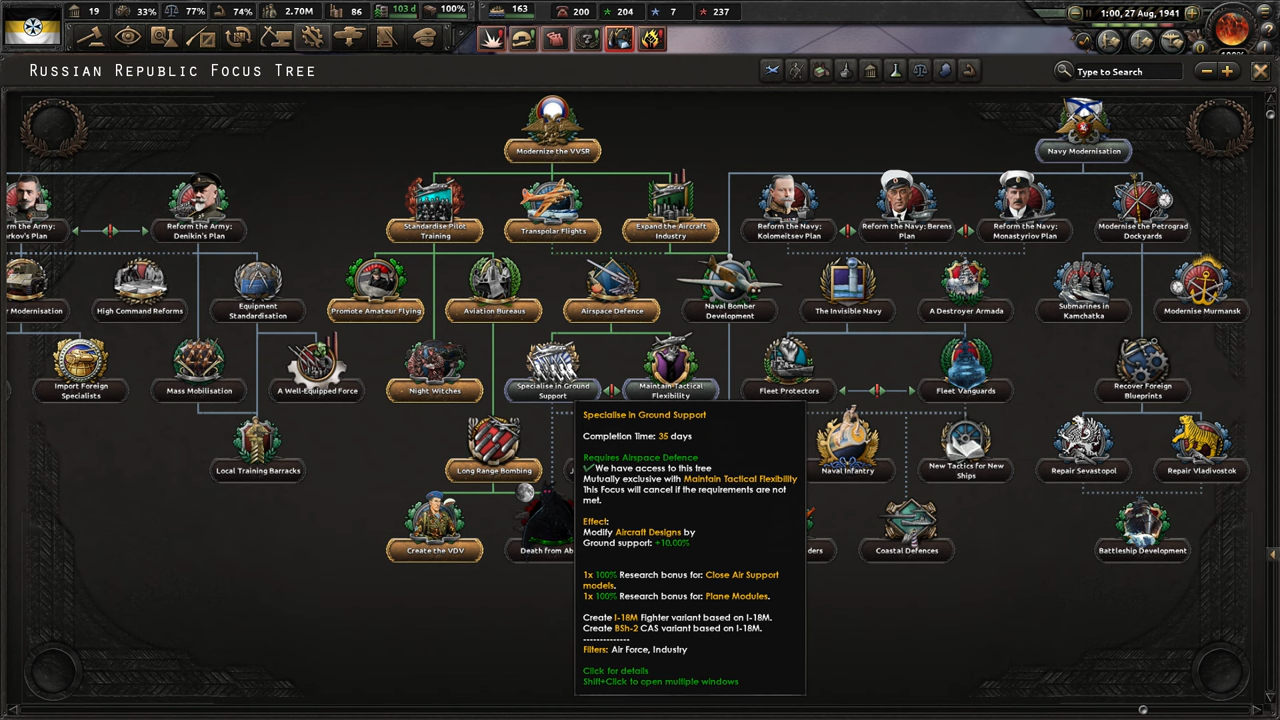 19
33%
77%
74%
2.70M
86
103 d
100%
163
200
204
7
237
1:00, 27 Aug, 1941
100%
Russian Republic Focus Tree
Type to Search
Modernize the VVSR
Navy Modernisation
rm the Army:
rkov's Plan
Reform the Army:
Denikin's Plan
Standardise Pilot
Training
Transpolar Flights
Expand the Aircraft
Industry
Reform the Navy:
Kolomeitsev Plan
Reform the Navy: Berens
Plan
Reform the Navy:
Monastyriov Plan
Modernise the Petrograd
Dockyards
r Modernisation
High Command Reforms
Equipment
Standardisation
Promote Amateur Flying
Aviation Bureaus
Airspace Defence
Naval Bomber
Development
The Invisible Navy
A Destroyer Armada
Submarines in
Kamchatka
Modernise Murmansk
Import Foreign
Specialists
Mass Mobilisation
A Well-Equipped Force
Night Witches
Specialise in Ground
Support
Maintain Tactical
Flexibility
Fleet Protectors
Fleet Vanguards
Recover Foreign
Blueprints
Local Training Barracks
Long Range Bombing
Naval Infantry
New Tactics for New
Ships
Repair Sevastopol
Repair Vladivostok
Create the VDV
Death from Ab
ders
Coastal Defences
Battleship Development
Specialise in Ground Support
Completion Time: 35 days
Requires Airspace Defence
We have access to this tree
Mutually exclusive with Maintain Tactical Flexibility
This Focus will cancel if the requirements are not
met.
Effect:
Modify Aircraft Designs by
Ground support: +10.00%
1x 100% Research bonus for: Close Air Support
models.
1x 100% Research bonus for: Plane Modules.
Create I-18M Fighter variant based on I-18M.
Create BSh-2 CAS variant based on I-18M.
--------------
Filters: Air Force, Industry
Click for details
Shift+Click to open multiple windows